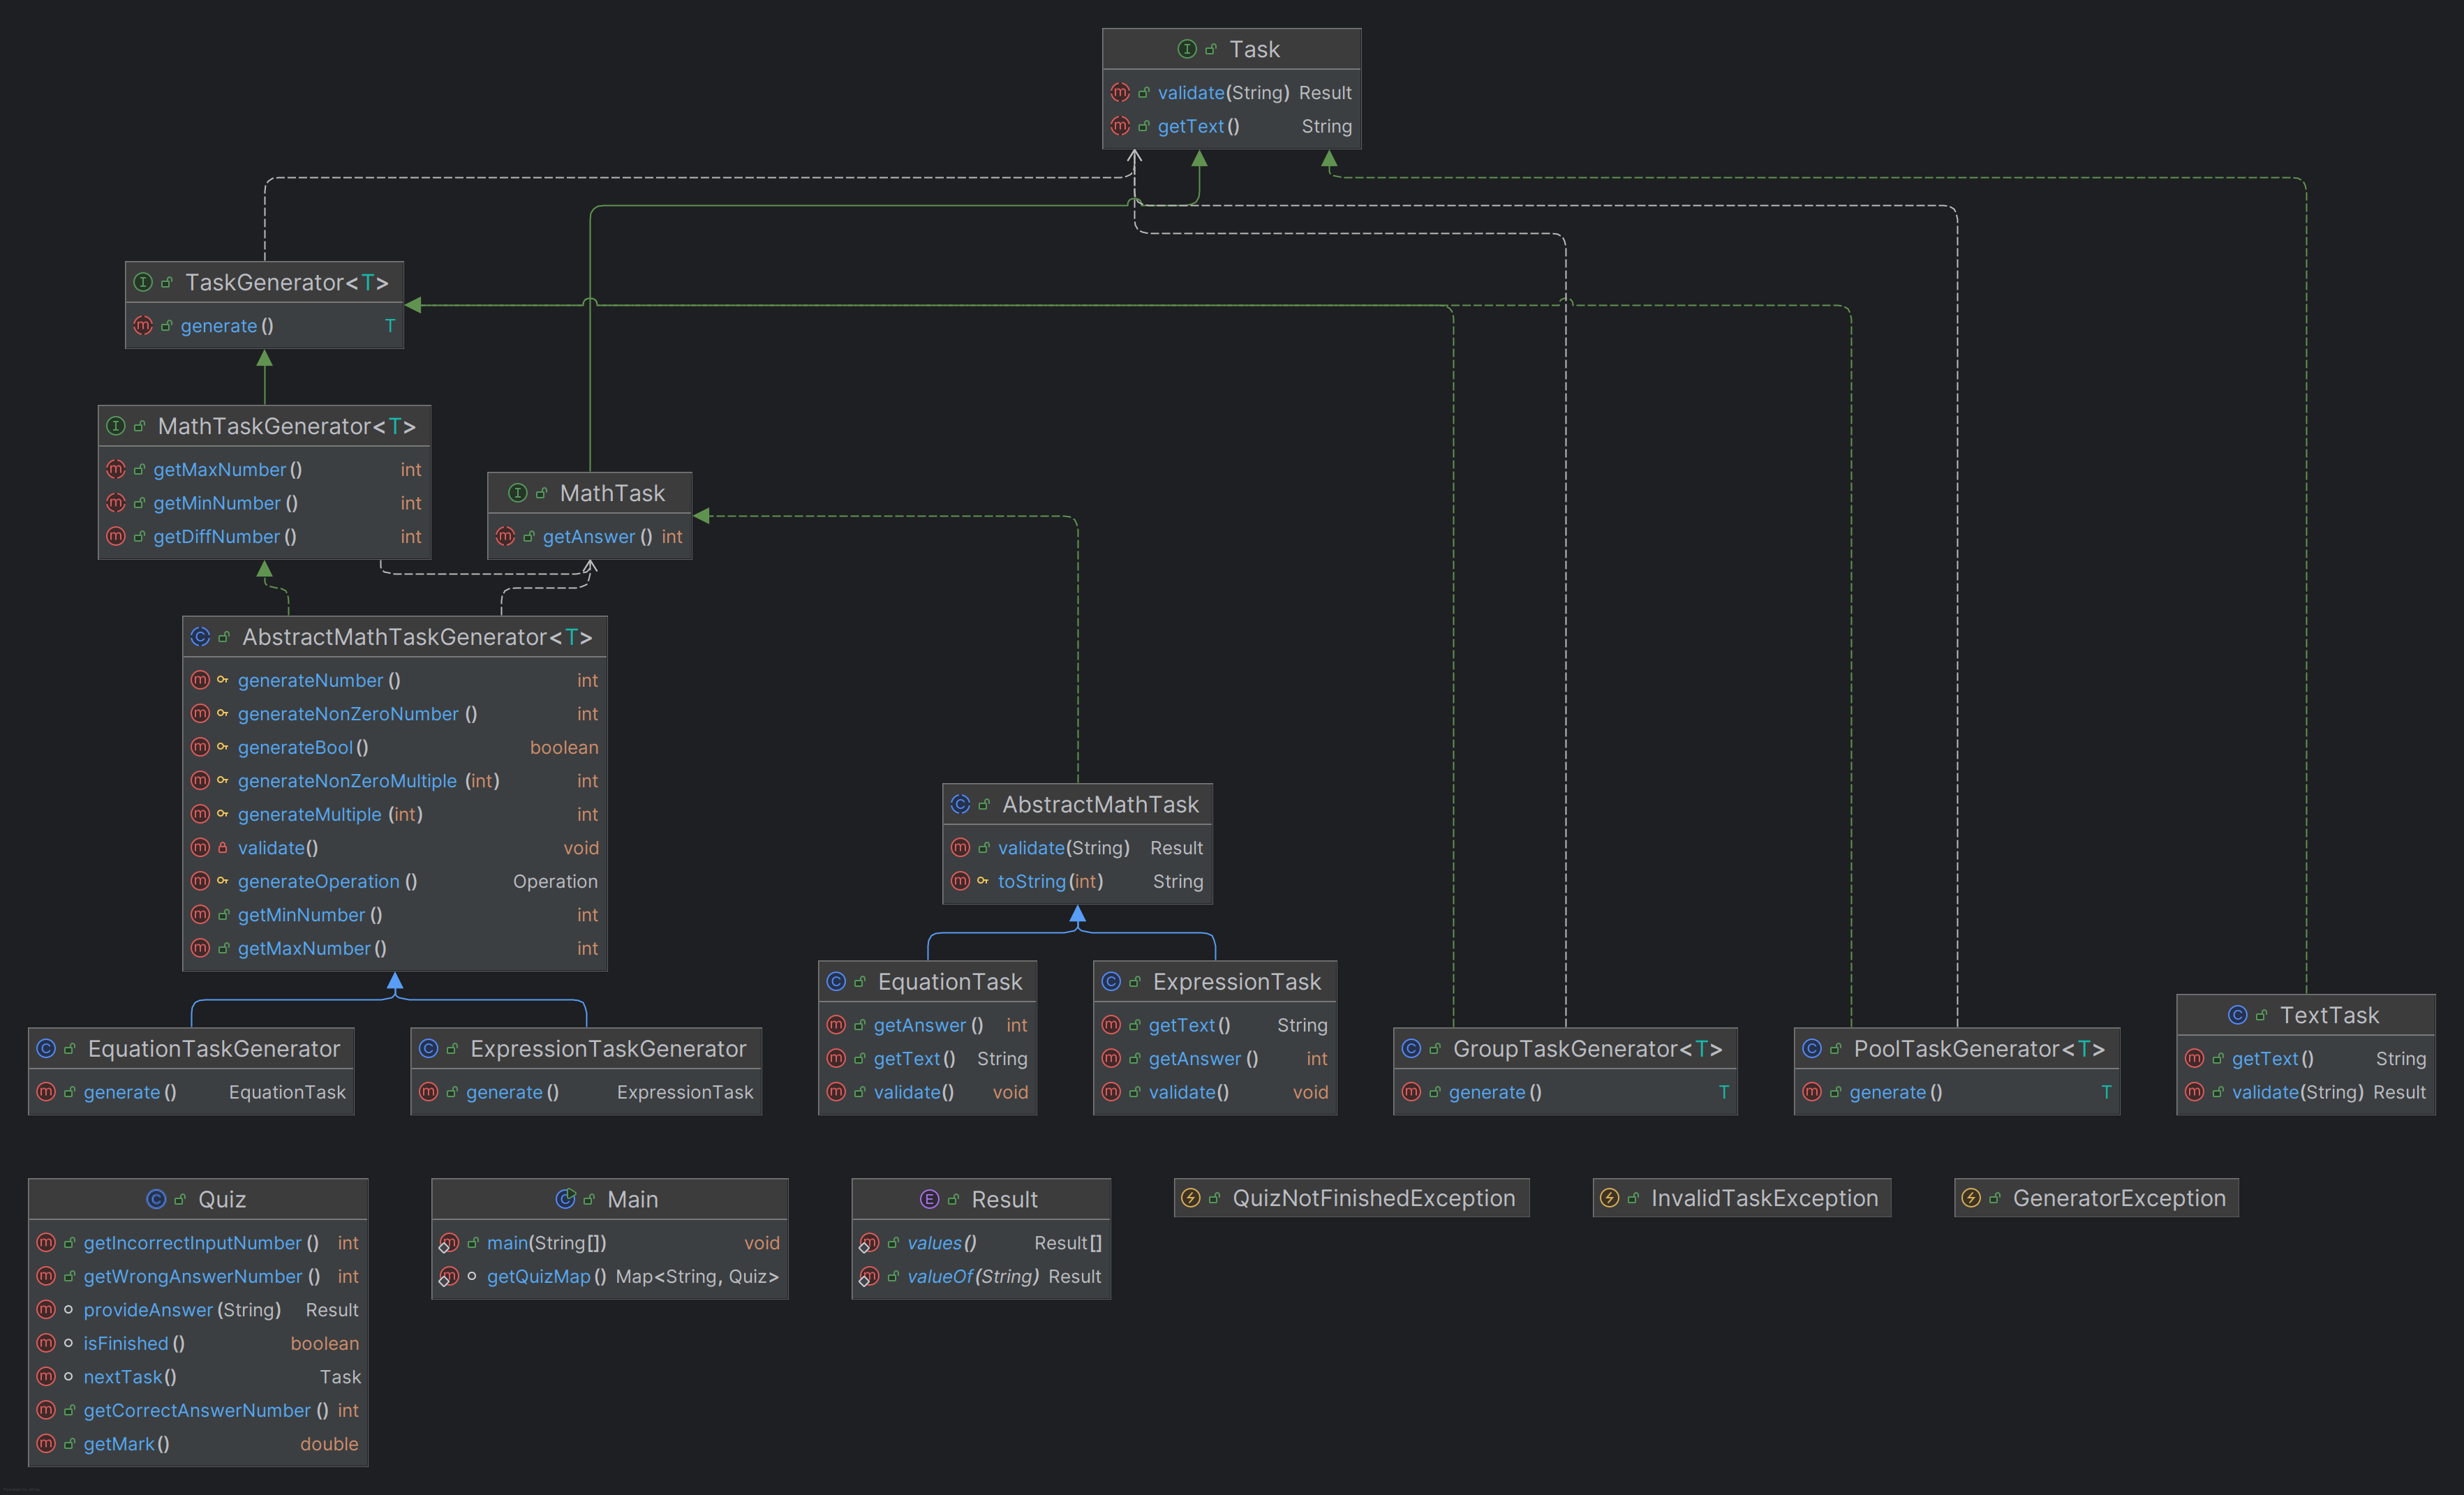 Task
validate(String) Result
getText() String
TaskGenerator<T>
generate() T
MathTaskGenerator<T>
getMaxNumber() int
getMinNumber() int
getDiffNumber() int
MathTask
getAnswer() int
AbstractMathTaskGenerator<T>
generateNumber() int
generateNonZeroNumber() int
generateBool() boolean
generateNonZeroMultiple(int) int
generateMultiple(int) int
validate() void
generateOperation() Operation
getMinNumber() int
getMaxNumber() int
AbstractMathTask
validate(String) Result
toString(int) String
EquationTaskGenerator
generate() EquationTask
ExpressionTaskGenerator
generate() ExpressionTask
EquationTask
getAnswer() int
getText() String
validate() void
ExpressionTask
getText() String
getAnswer() int
validate() void
GroupTaskGenerator<T>
generate() T
PoolTaskGenerator<T>
generate() T
TextTask
getText() String
validate(String) Result
Quiz
getIncorrectInputNumber() int
getWrongAnswerNumber() int
provideAnswer(String) Result
isFinished() boolean
nextTask() Task
getCorrectAnswerNumber() int
getMark() double
Main
main(String[]) void
getQuizMap() Map<String, Quiz>
Result
values() Result[]
valueOf(String) Result
QuizNotFinishedException
InvalidTaskException
GeneratorException